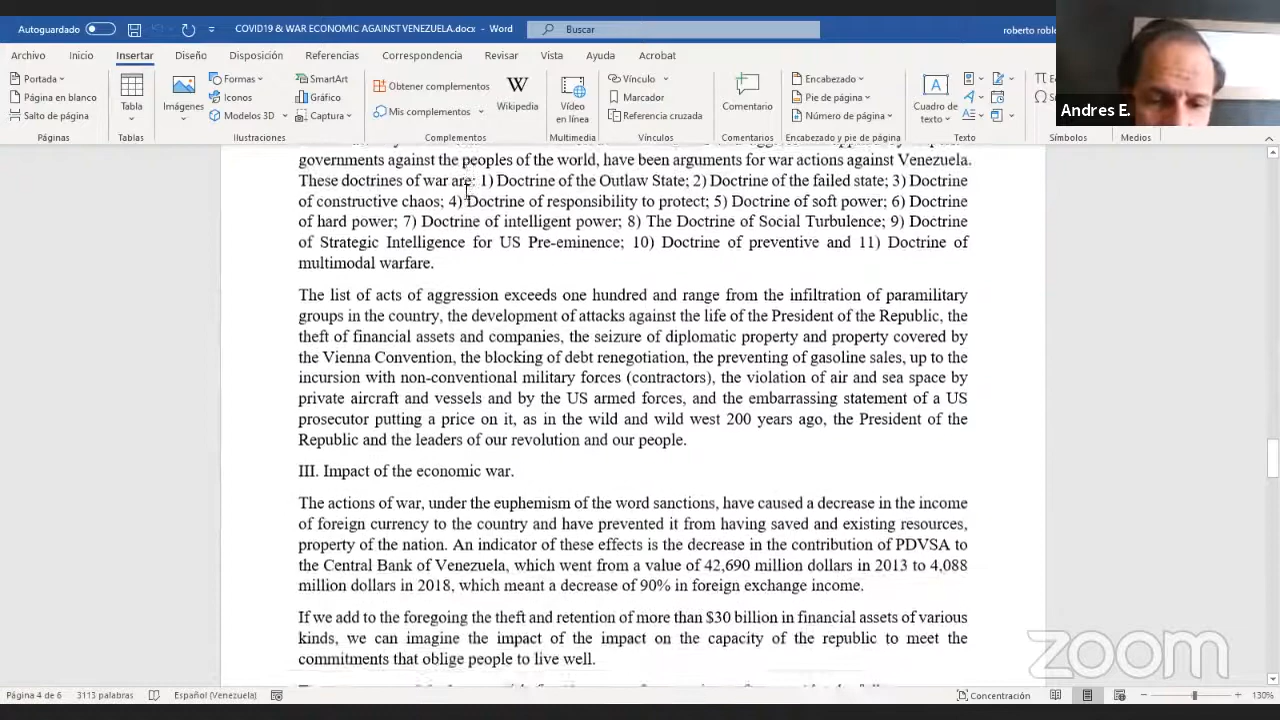 Autoguardado
COVID19 & WAR ECONOMIC AGAINST VENEZUELA.docx - Word
Buscar
roberto robl
Archivo Inicio Insertar Diseño Disposición Referencias Correspondencia Revisar Vista Ayuda Acrobat
Portada
Página en blanco
Salto de página
Páginas
Tabla
Tablas
Imágenes
Formas
Iconos
Modelos 3D
SmartArt
Gráfico
Captura
Ilustraciones
Obtener complementos
Mis complementos
Wikipedia
Complementos
Vídeo
en línea
Multimedia
Vínculo
Marcador
Referencia cruzada
Vínculos
Comentario
Comentarios
Encabezado
Pie de página
Número de página
Encabezado y pie de página
Cuadro de
texto
Texto
Símbolos
Medios
Andres E.
governments against the peoples of the world, have been arguments for war actions against Venezuela.
These doctrines of war are: 1) Doctrine of the Outlaw State; 2) Doctrine of the failed state; 3) Doctrine
of constructive chaos; 4) Doctrine of responsibility to protect; 5) Doctrine of soft power; 6) Doctrine
of hard power; 7) Doctrine of intelligent power; 8) The Doctrine of Social Turbulence; 9) Doctrine
of Strategic Intelligence for US Pre-eminence; 10) Doctrine of preventive and 11) Doctrine of
multimodal warfare.
The list of acts of aggression exceeds one hundred and range from the infiltration of paramilitary
groups in the country, the development of attacks against the life of the President of the Republic, the
theft of financial assets and companies, the seizure of diplomatic property and property covered by
the Vienna Convention, the blocking of debt renegotiation, the preventing of gasoline sales, up to the
incursion with non-conventional military forces (contractors), the violation of air and sea space by
private aircraft and vessels and by the US armed forces, and the embarrassing statement of a US
prosecutor putting a price on it, as in the wild and wild west 200 years ago, the President of the
Republic and the leaders of our revolution and our people.
III. Impact of the economic war.
The actions of war, under the euphemism of the word sanctions, have caused a decrease in the income
of foreign currency to the country and have prevented it from having saved and existing resources,
property of the nation. An indicator of these effects is the decrease in the contribution of PDVSA to
the Central Bank of Venezuela, which went from a value of 42,690 million dollars in 2013 to 4,088
million dollars in 2018, which meant a decrease of 90% in foreign exchange income.
If we add to the foregoing the theft and retention of more than $30 billion in financial assets of various
kinds, we can imagine the impact of the impact on the capacity of the republic to meet the
commitments that oblige people to live well.
zoom
Página 4 de 6 3113 palabras Español (Venezuela) Concentración 130%